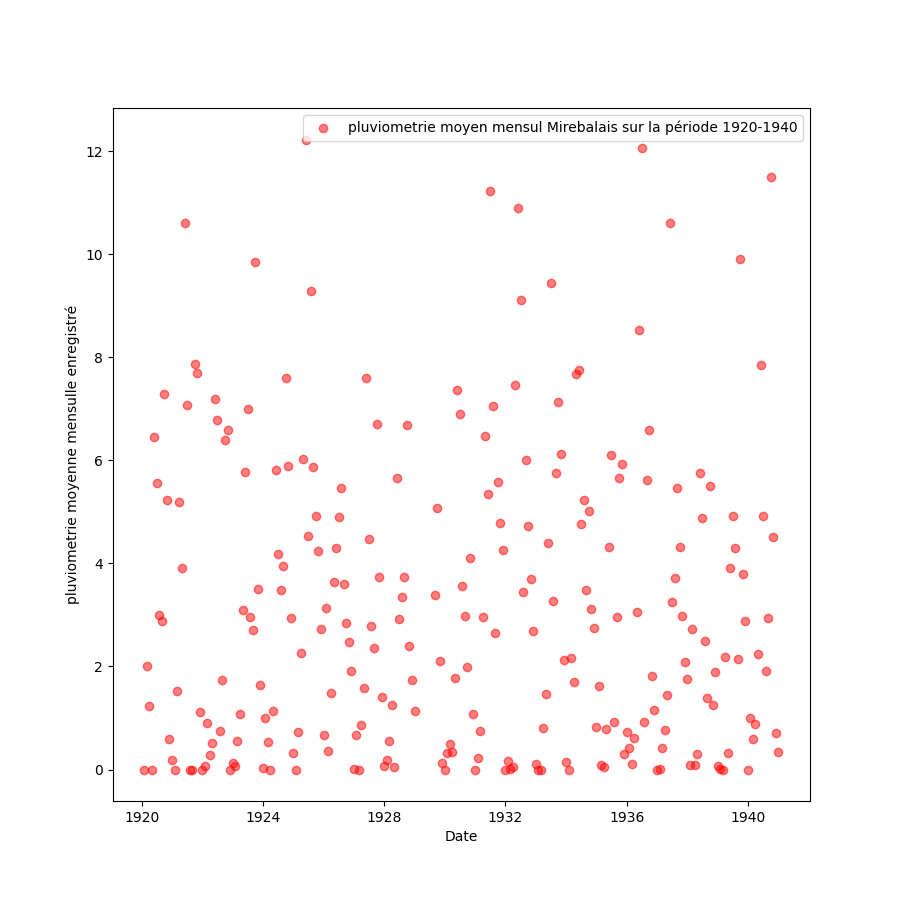 pluviometrie moyen mensul Mirebalais sur la période 1920-1940
12
10
8
6
4
2
0
pluviometrie moyenne mensulle enregistré
1920 1924 1928 1932 1936 1940
Date